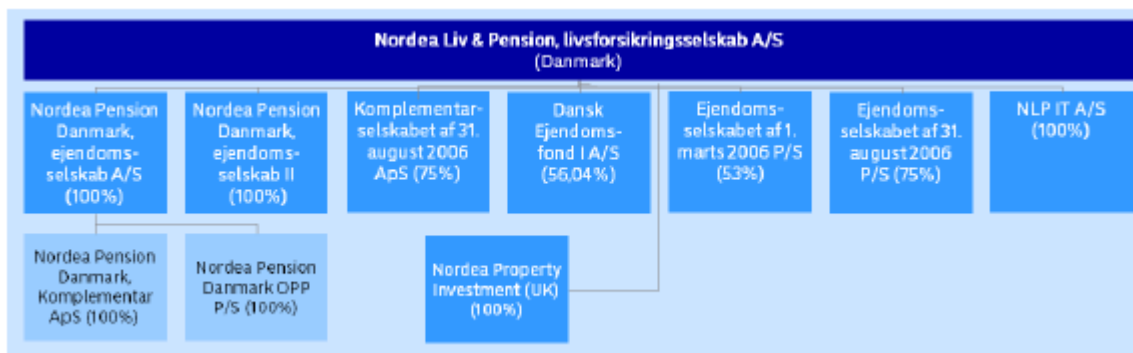 Nordea Liv & Pension, livsforsikringsselskab A/S
(Danmark)
Nordea Pension
Danmark,
ejendoms-
selskab A/S
(100%)
Nordea Pension
Danmark,
ejendoms-
selskab II
(100%)
Komplementar-
selskabet af 31.
august 2006
ApS (75%)
Dansk
Ejendoms-
fond I A/S
(56,04%)
Ejendoms-
selskabet af 1.
marts 2006 P/S
(53%)
Ejendoms-
selskabet af 31.
august 2006
P/S (75%)
NLP IT A/S
(100%)
Nordea Pension
Danmark,
Komplementar
ApS (100%)
Nordea Pension
Danmark OPP
P/S (100%)
Nordea Property
Investment (UK)
(100%)